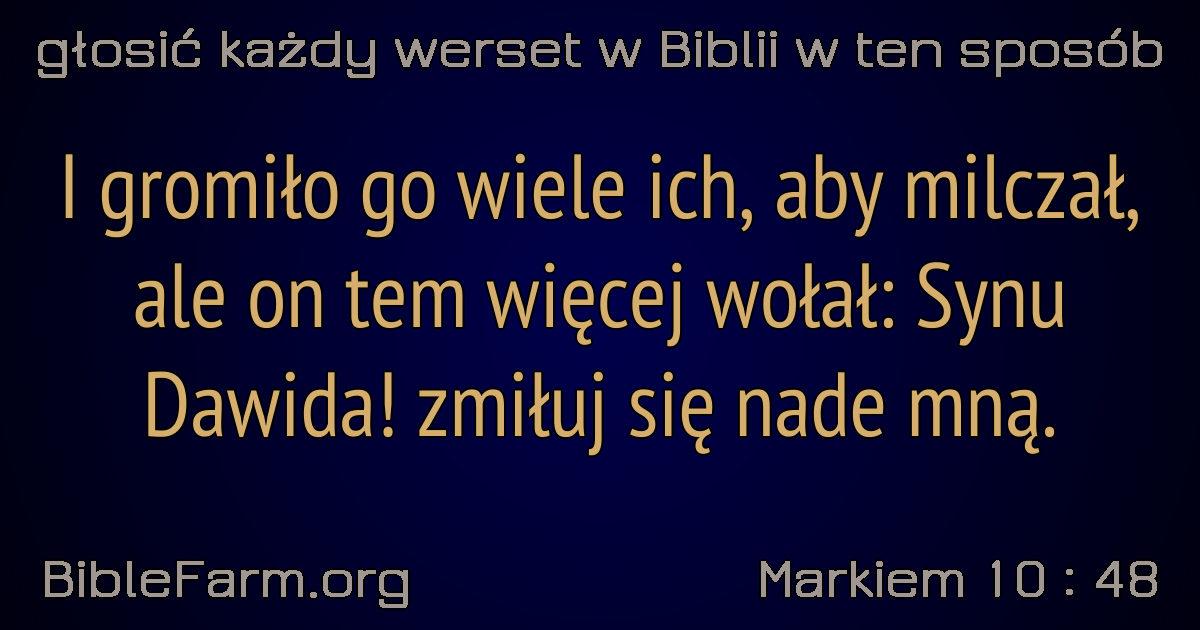 głosić każdy werset w Biblii w ten sposób
I gromiło go wiele ich, aby milczał,
ale on tem więcej wołał: Synu
Dawida! zmiłuj się nade mną.
BibleFarm.org
Markiem 10 : 48